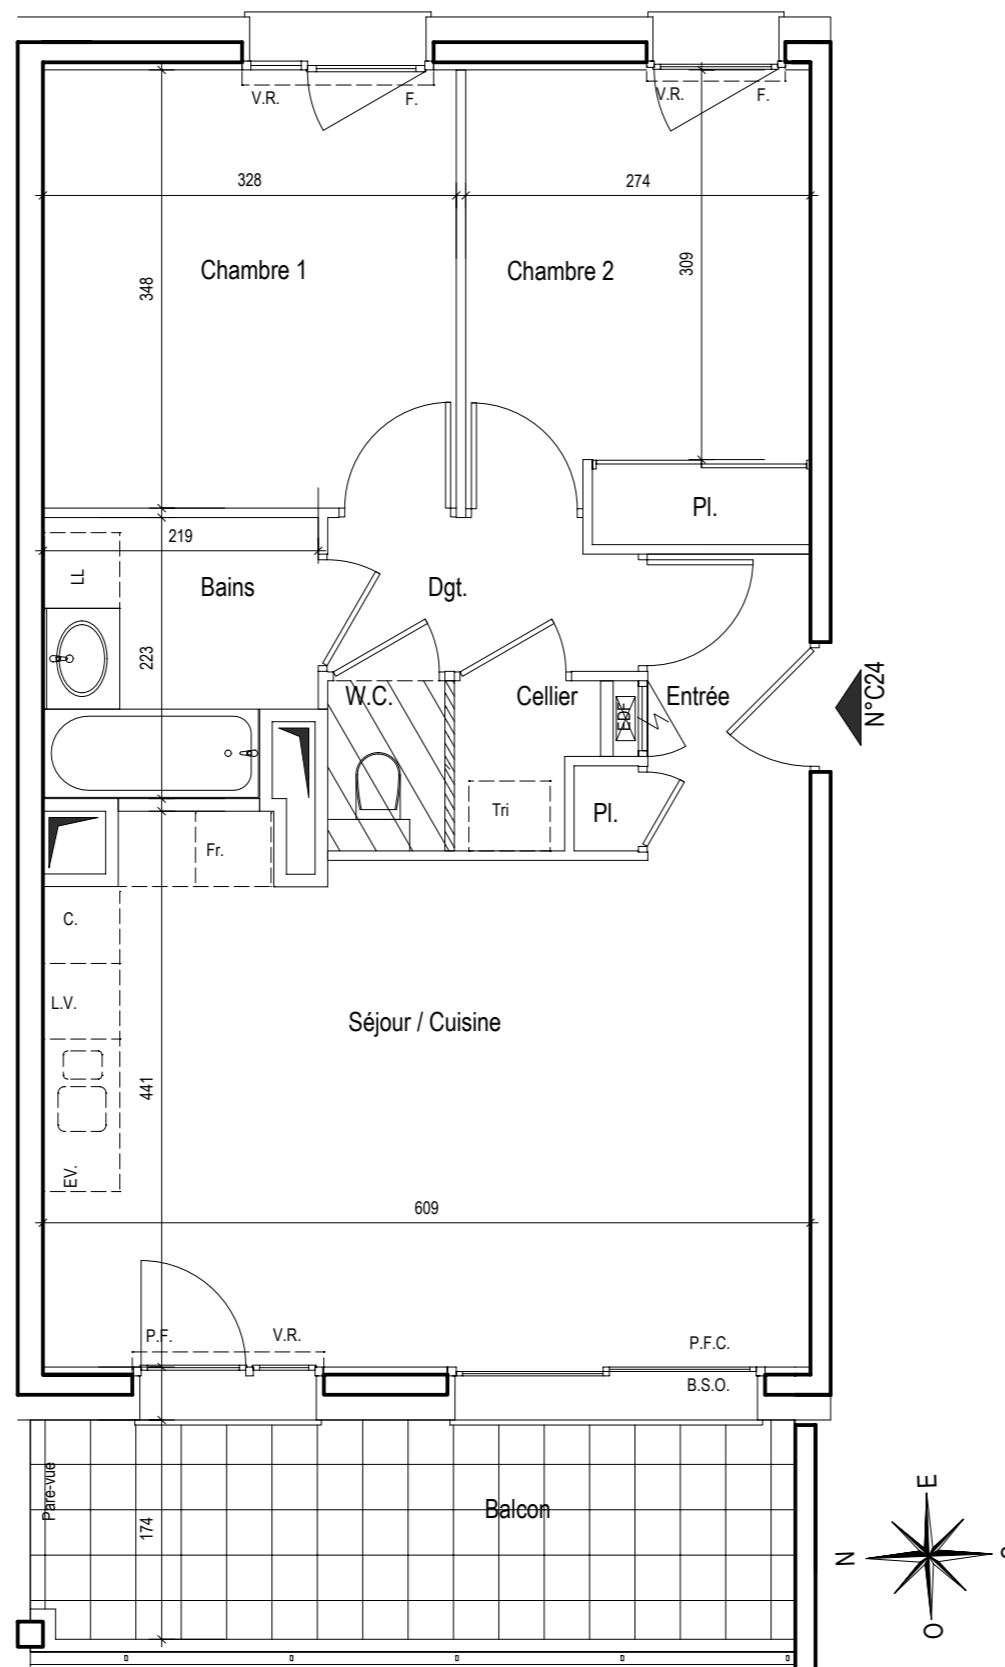 V.R.
F.
V.R.
F.
328
274
348
309
Chambre 1
Chambre 2
Pl.
219
LL
Bains
Dgt.
223
W.C.
Cellier
EDF
Entrée
N°C24
Tri
Pl.
Fr.
C.
L.V.
Séjour / Cuisine
441
EV.
609
P.F.
V.R.
P.F.C.
B.S.O.
Pare-vue
174
Balcon
E
N
S
O